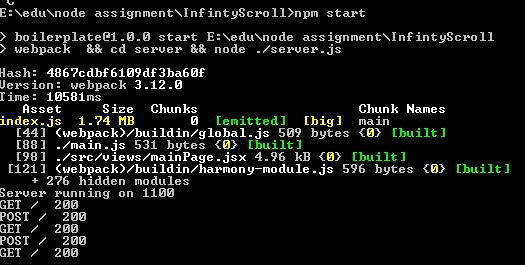 E:\edu\node assignment\InfintyScroll>npm start
> boilerplate@1.0.0 start E:\edu\node assignment\InfintyScroll
> webpack  && cd server && node ./server.js
Hash: 4867cdbf6109df3ba60f
Version: webpack 3.12.0
Time: 10581ms
   Asset     Size  Chunks                    Chunk Names
index.js  1.74 MB       0  [emitted]  [big]  main
  [44] (webpack)/buildin/global.js 509 bytes {0} [built]
  [88] ./main.js 531 bytes {0} [built]
  [98] ./src/views/mainPage.jsx 4.96 kB {0} [built]
 [121] (webpack)/buildin/harmony-module.js 596 bytes {0} [built]
    + 276 hidden modules
Server running on 1100
GET /  200
POST /  200
GET /  200
POST /  200
GET /  200